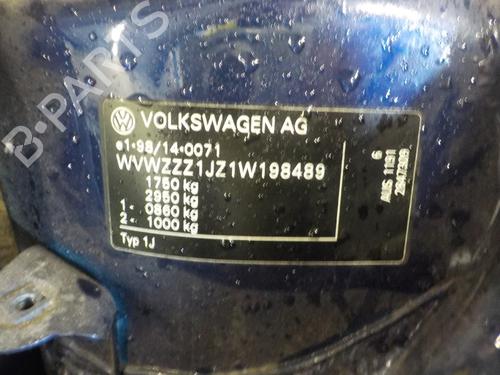 VOLKSWAGEN AG
e1*98/14*0071
WVWZZZ1JZ1W198489
1750 kg
2950 kg
1- 0860 kg
2- 1000 kg
Typ 1J
6
B-PARTS